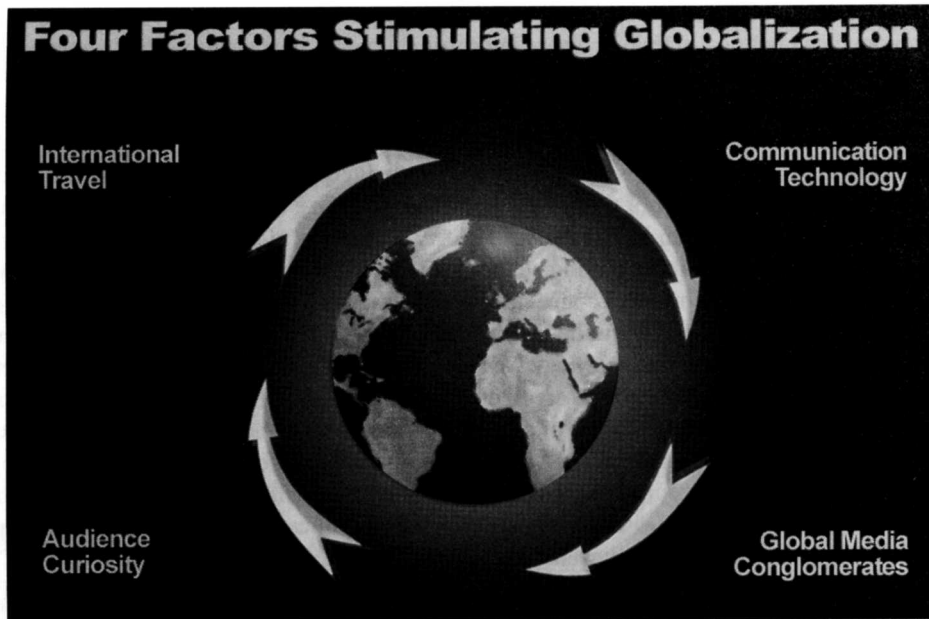 Four Factors Stimulating Globalization
International
Travel
Communication
Technology
Audience
Curiosity
Global Media
Conglomerates